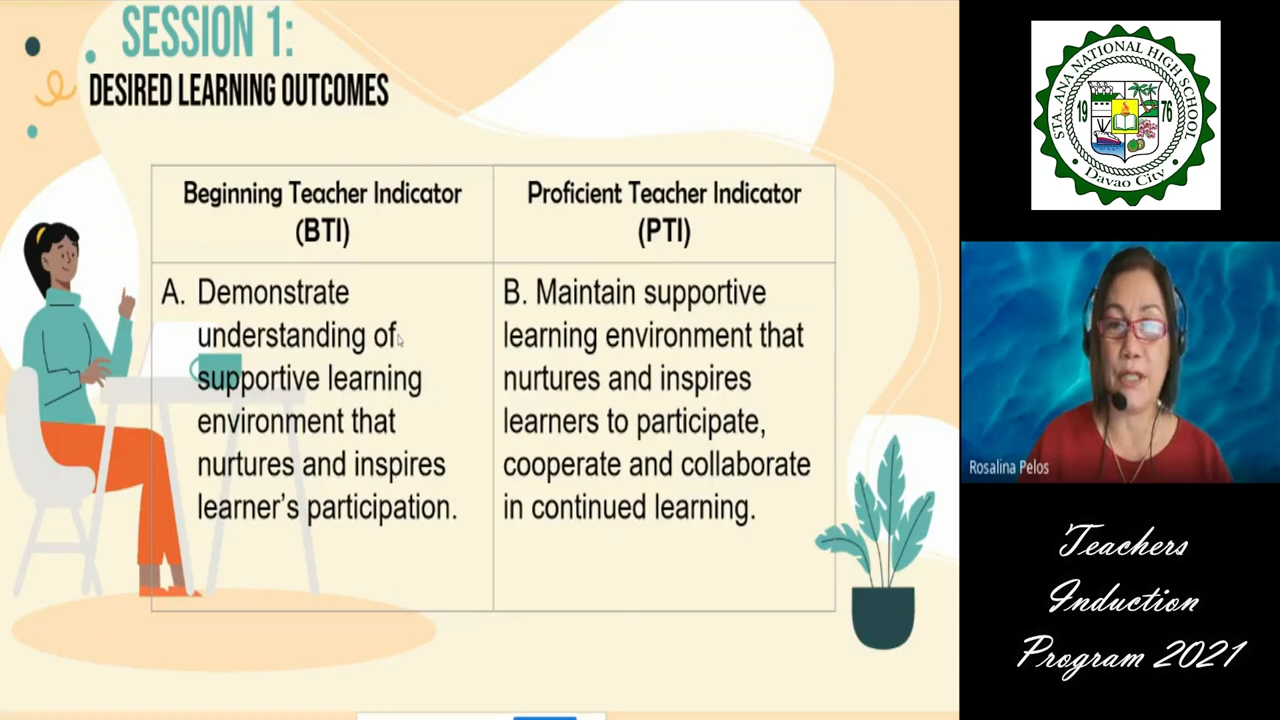 SESSION 1:
DESIRED LEARNING OUTCOMES
Beginning Teacher Indicator
(BTI)
Proficient Teacher Indicator
(PTI)
A. Demonstrate
understanding of
supportive learning
environment that
nurtures and inspires
learner's participation.
B. Maintain supportive
learning environment that
nurtures and inspires
learners to participate,
cooperate and collaborate
in continued learning.
STA. ANA NATIONAL HIGH SCHOOL
19 76
Davao City
Rosalina Pelos
Teachers
Induction
Program 2021